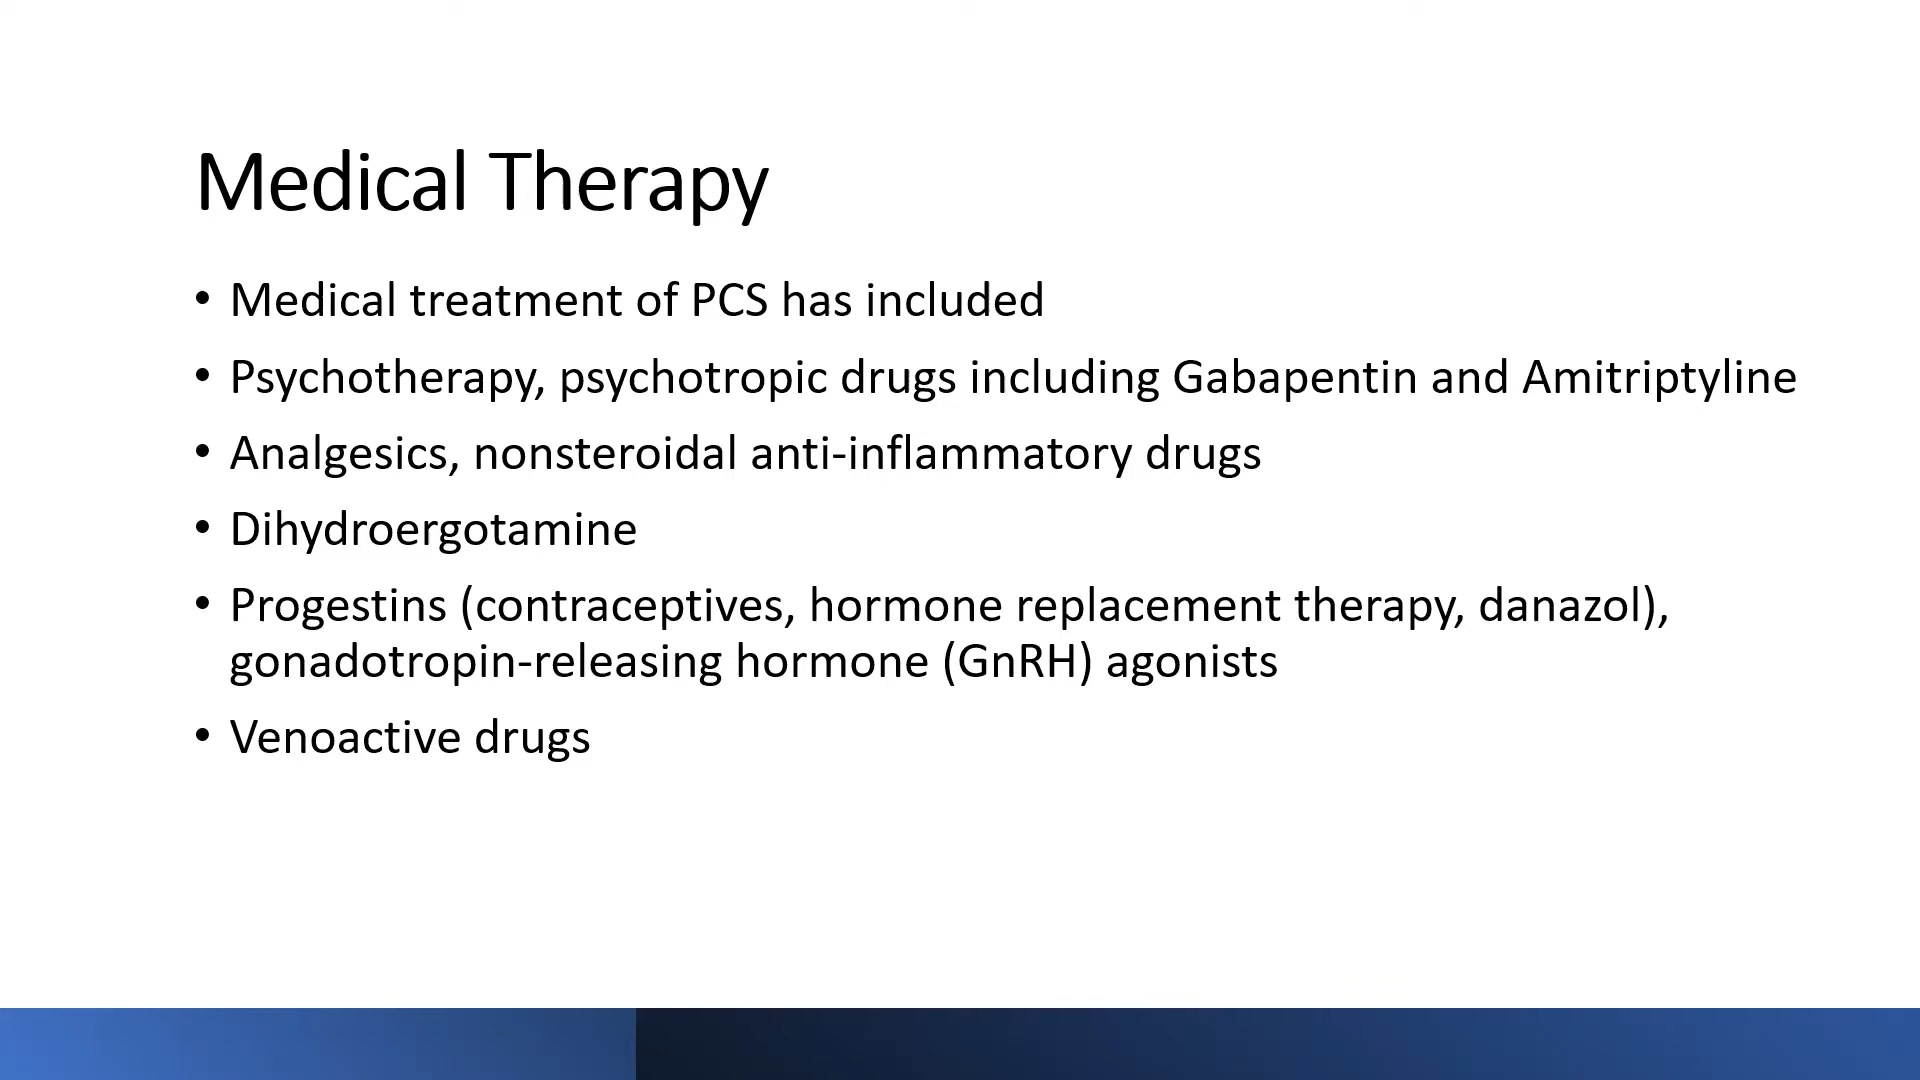 Medical Therapy
• Medical treatment of PCS has included
• Psychotherapy, psychotropic drugs including Gabapentin and Amitriptyline
• Analgesics, nonsteroidal anti-inflammatory drugs
• Dihydroergotamine
• Progestins (contraceptives, hormone replacement therapy, danazol),
gonadotropin-releasing hormone (GnRH) agonists
• Venoactive drugs